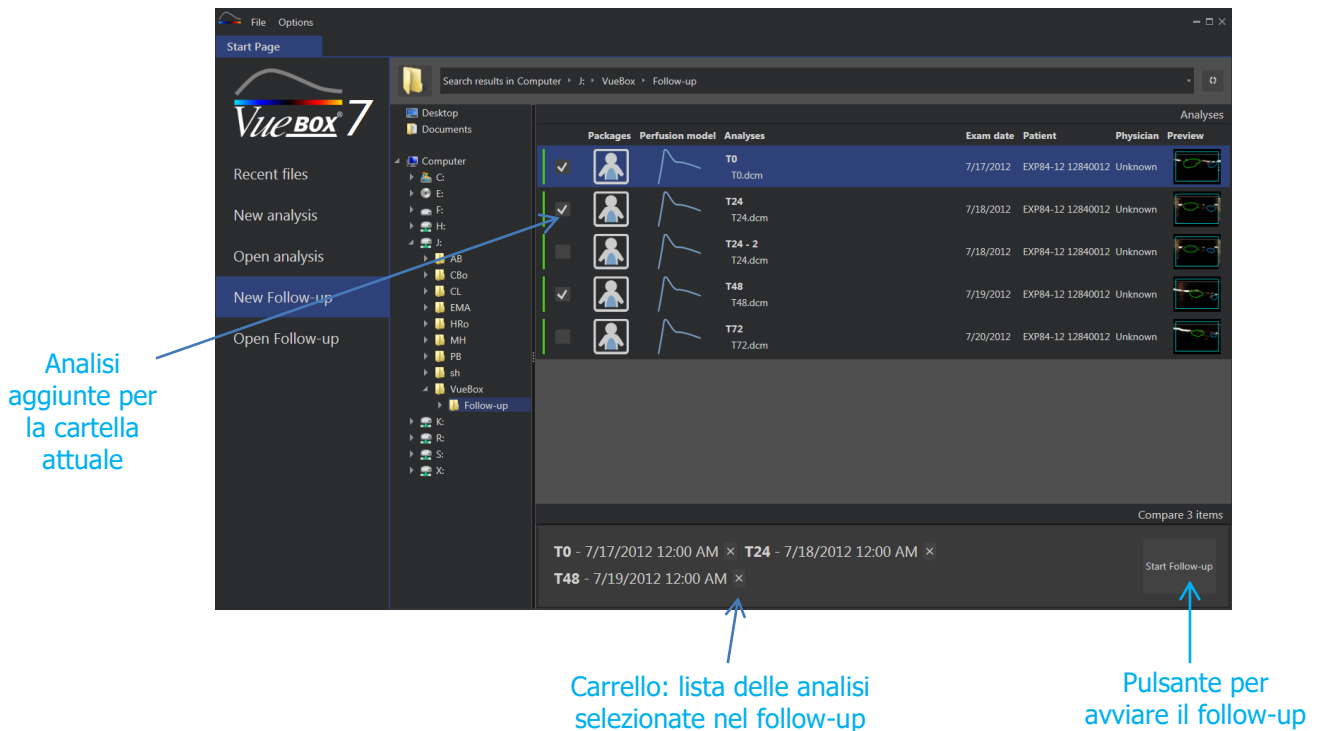 File Options
Start Page
Search results in Computer J: VueBox Follow-up
VUEBOX® 7
Recent files
New analysis
Open analysis
New Follow-up
Open Follow-up
Desktop
Documents
Computer
C:
E:
F:
H:
J:
AB
CBo
CL
EMA
HRo
MH
PB
sh
VueBox
Follow-up
K:
R:
S:
X:
Analyses
Packages Perfusion model Analyses Exam date Patient Physician Preview
T0
T0.dcm
7/17/2012 EXP84-12 12840012 Unknown
T24
T24.dcm
7/18/2012 EXP84-12 12840012 Unknown
T24 - 2
T24.dcm
7/18/2012 EXP84-12 12840012 Unknown
T48
T48.dcm
7/19/2012 EXP84-12 12840012 Unknown
T72
T72.dcm
7/20/2012 EXP84-12 12840012 Unknown
Compare 3 items
T0 - 7/17/2012 12:00 AM × T24 - 7/18/2012 12:00 AM ×
T48 - 7/19/2012 12:00 AM ×
Start Follow-up
Analisi
aggiunte per
la cartella
attuale
Carrello: lista delle analisi
selezionate nel follow-up
Pulsante per
avviare il follow-up